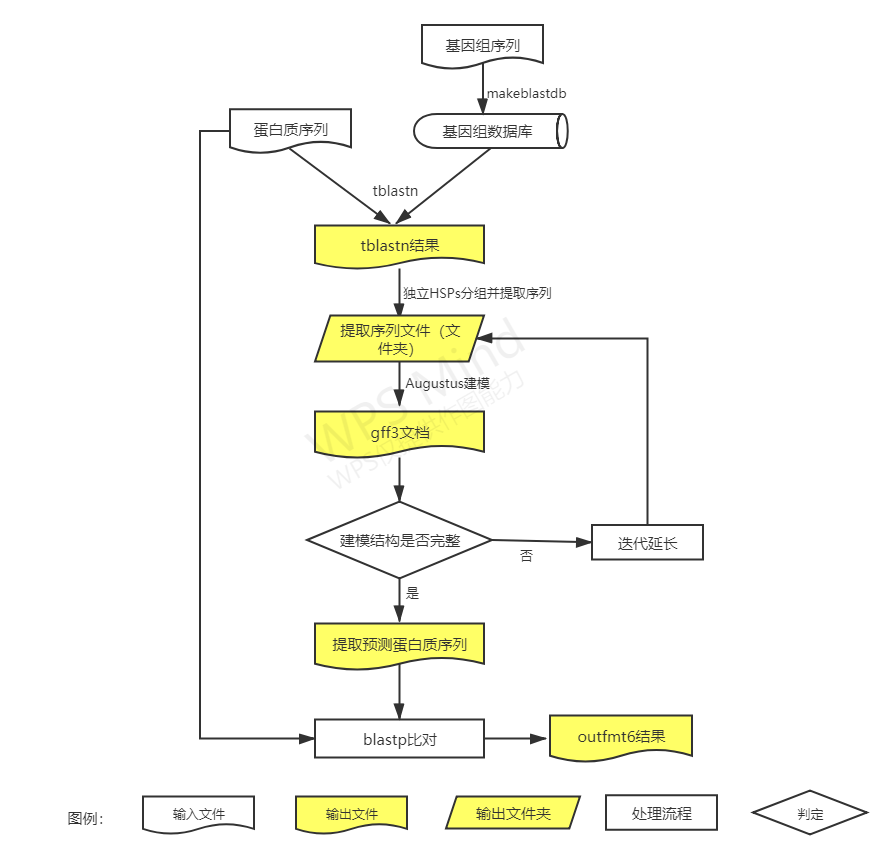 基因组序列
makeblastdb
蛋白质序列
基因组数据库
tblastn
tblastn结果
独立HSPs分组并提取序列
提取序列文件（文
件夹）
Augustus建模
gff3文档
WPS Mind
建模结构是否完整
否
迭代延长
是
提取预测蛋白质序列
blastp比对
outfmt6结果
图例：
输入文件
输出文件
输出文件夹
处理流程
判定